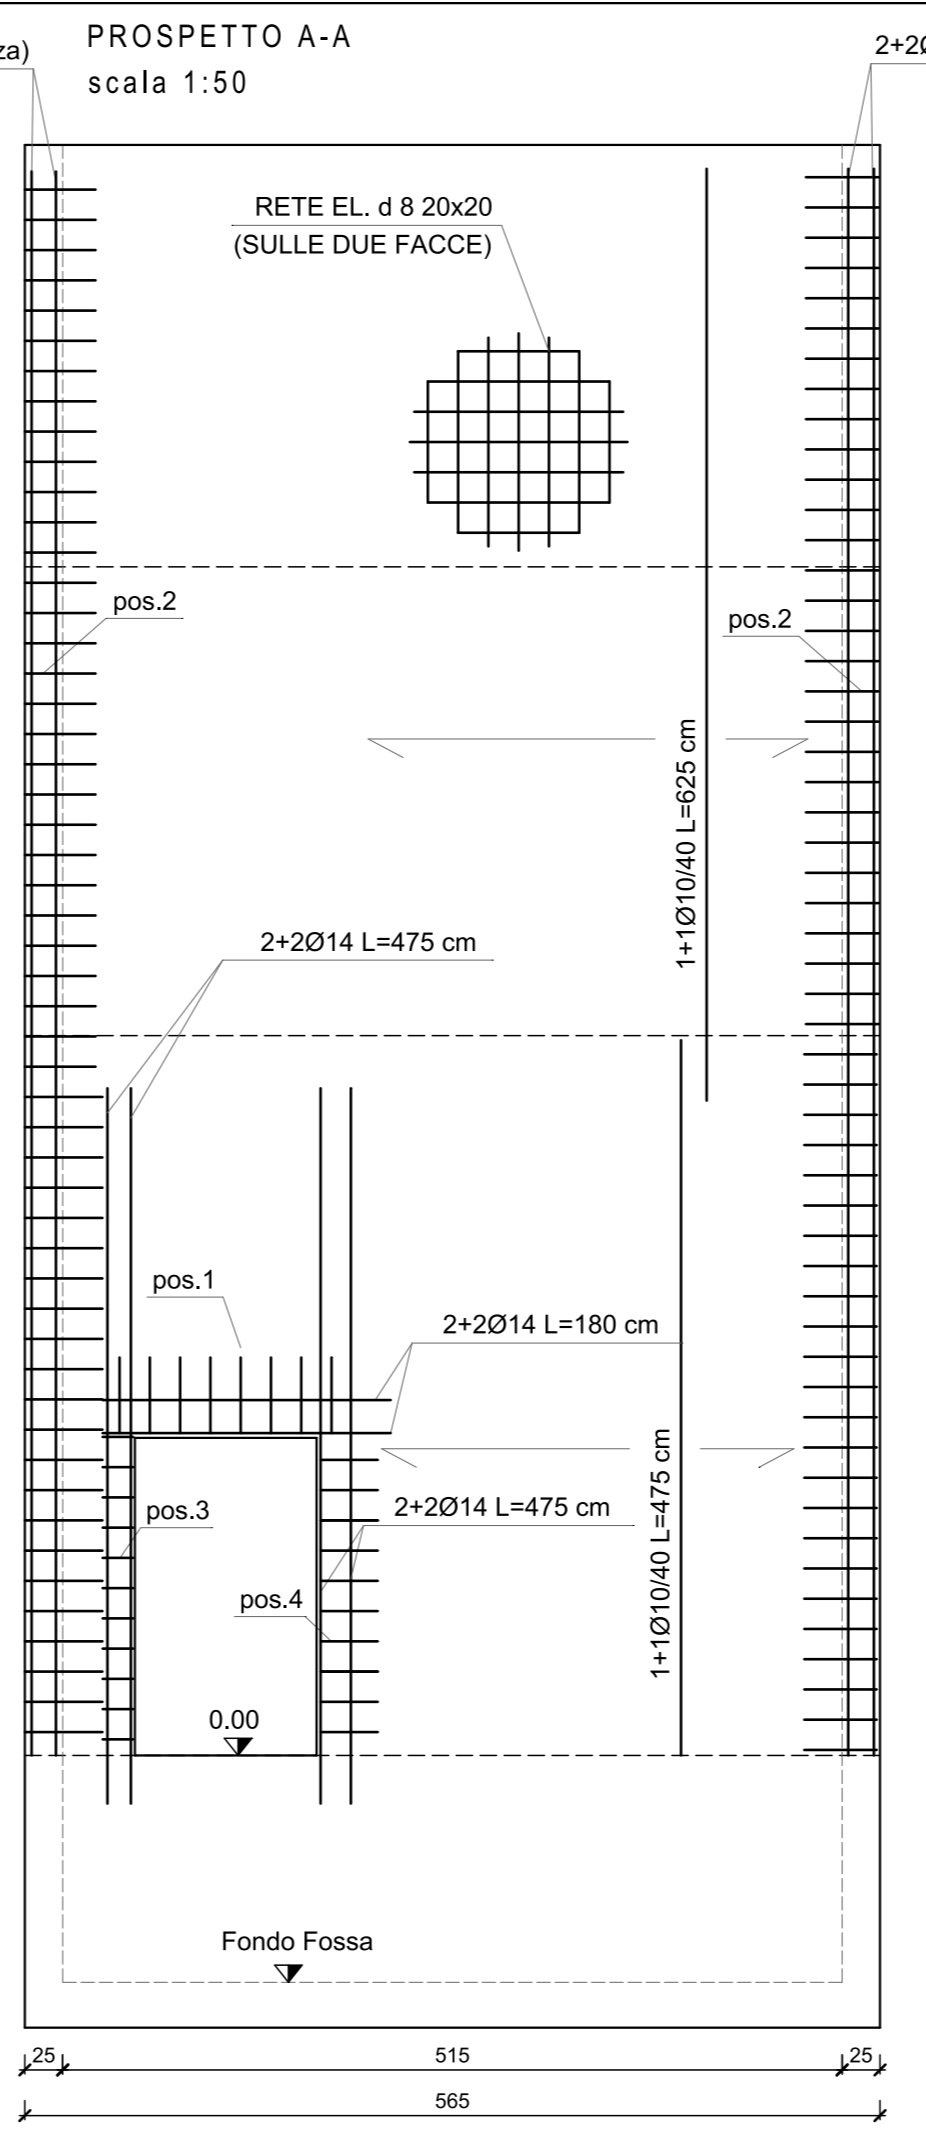 PROSPETTO A-A
za)
2+2Ø
scala 1:50
RETE EL. d 8 20x20
(SULLE DUE FACCE)
pos.2
pos.2
1+1Ø10/40 L=625 cm
2+2Ø14 L=475 cm
pos.1
2+2Ø14 L=180 cm
1+1Ø10/40 L=475 cm
pos.3
2+2Ø14 L=475 cm
pos.4
0.00
Fondo Fossa
25
515
25
565